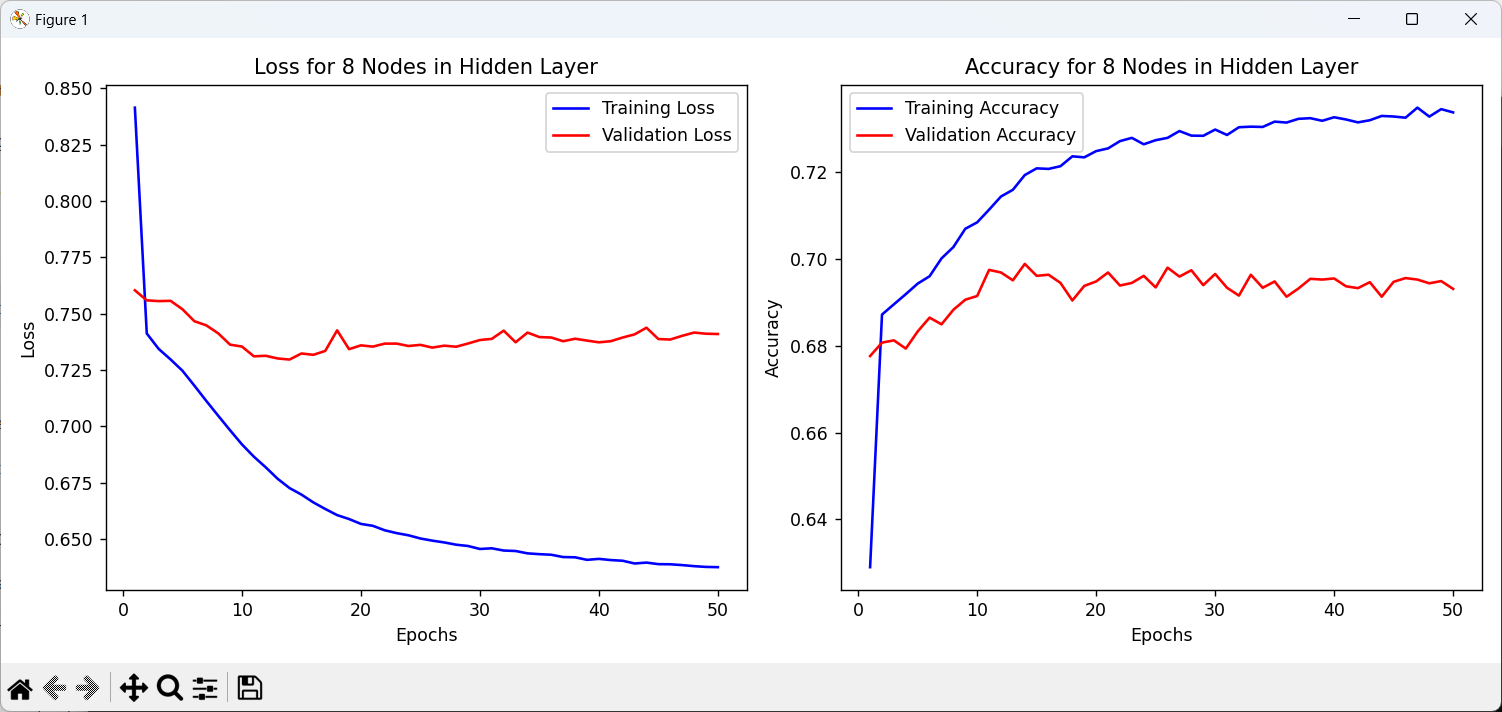 Figure 1
Loss for 8 Nodes in Hidden Layer
0.850
0.825
0.800
0.775
0.750
0.725
0.700
0.675
0.650
Loss
Training Loss
Validation Loss
0 10 20 30 40 50
Epochs
Accuracy for 8 Nodes in Hidden Layer
Training Accuracy
Validation Accuracy
0.72
0.70
0.68
0.66
0.64
Accuracy
0 10 20 30 40 50
Epochs